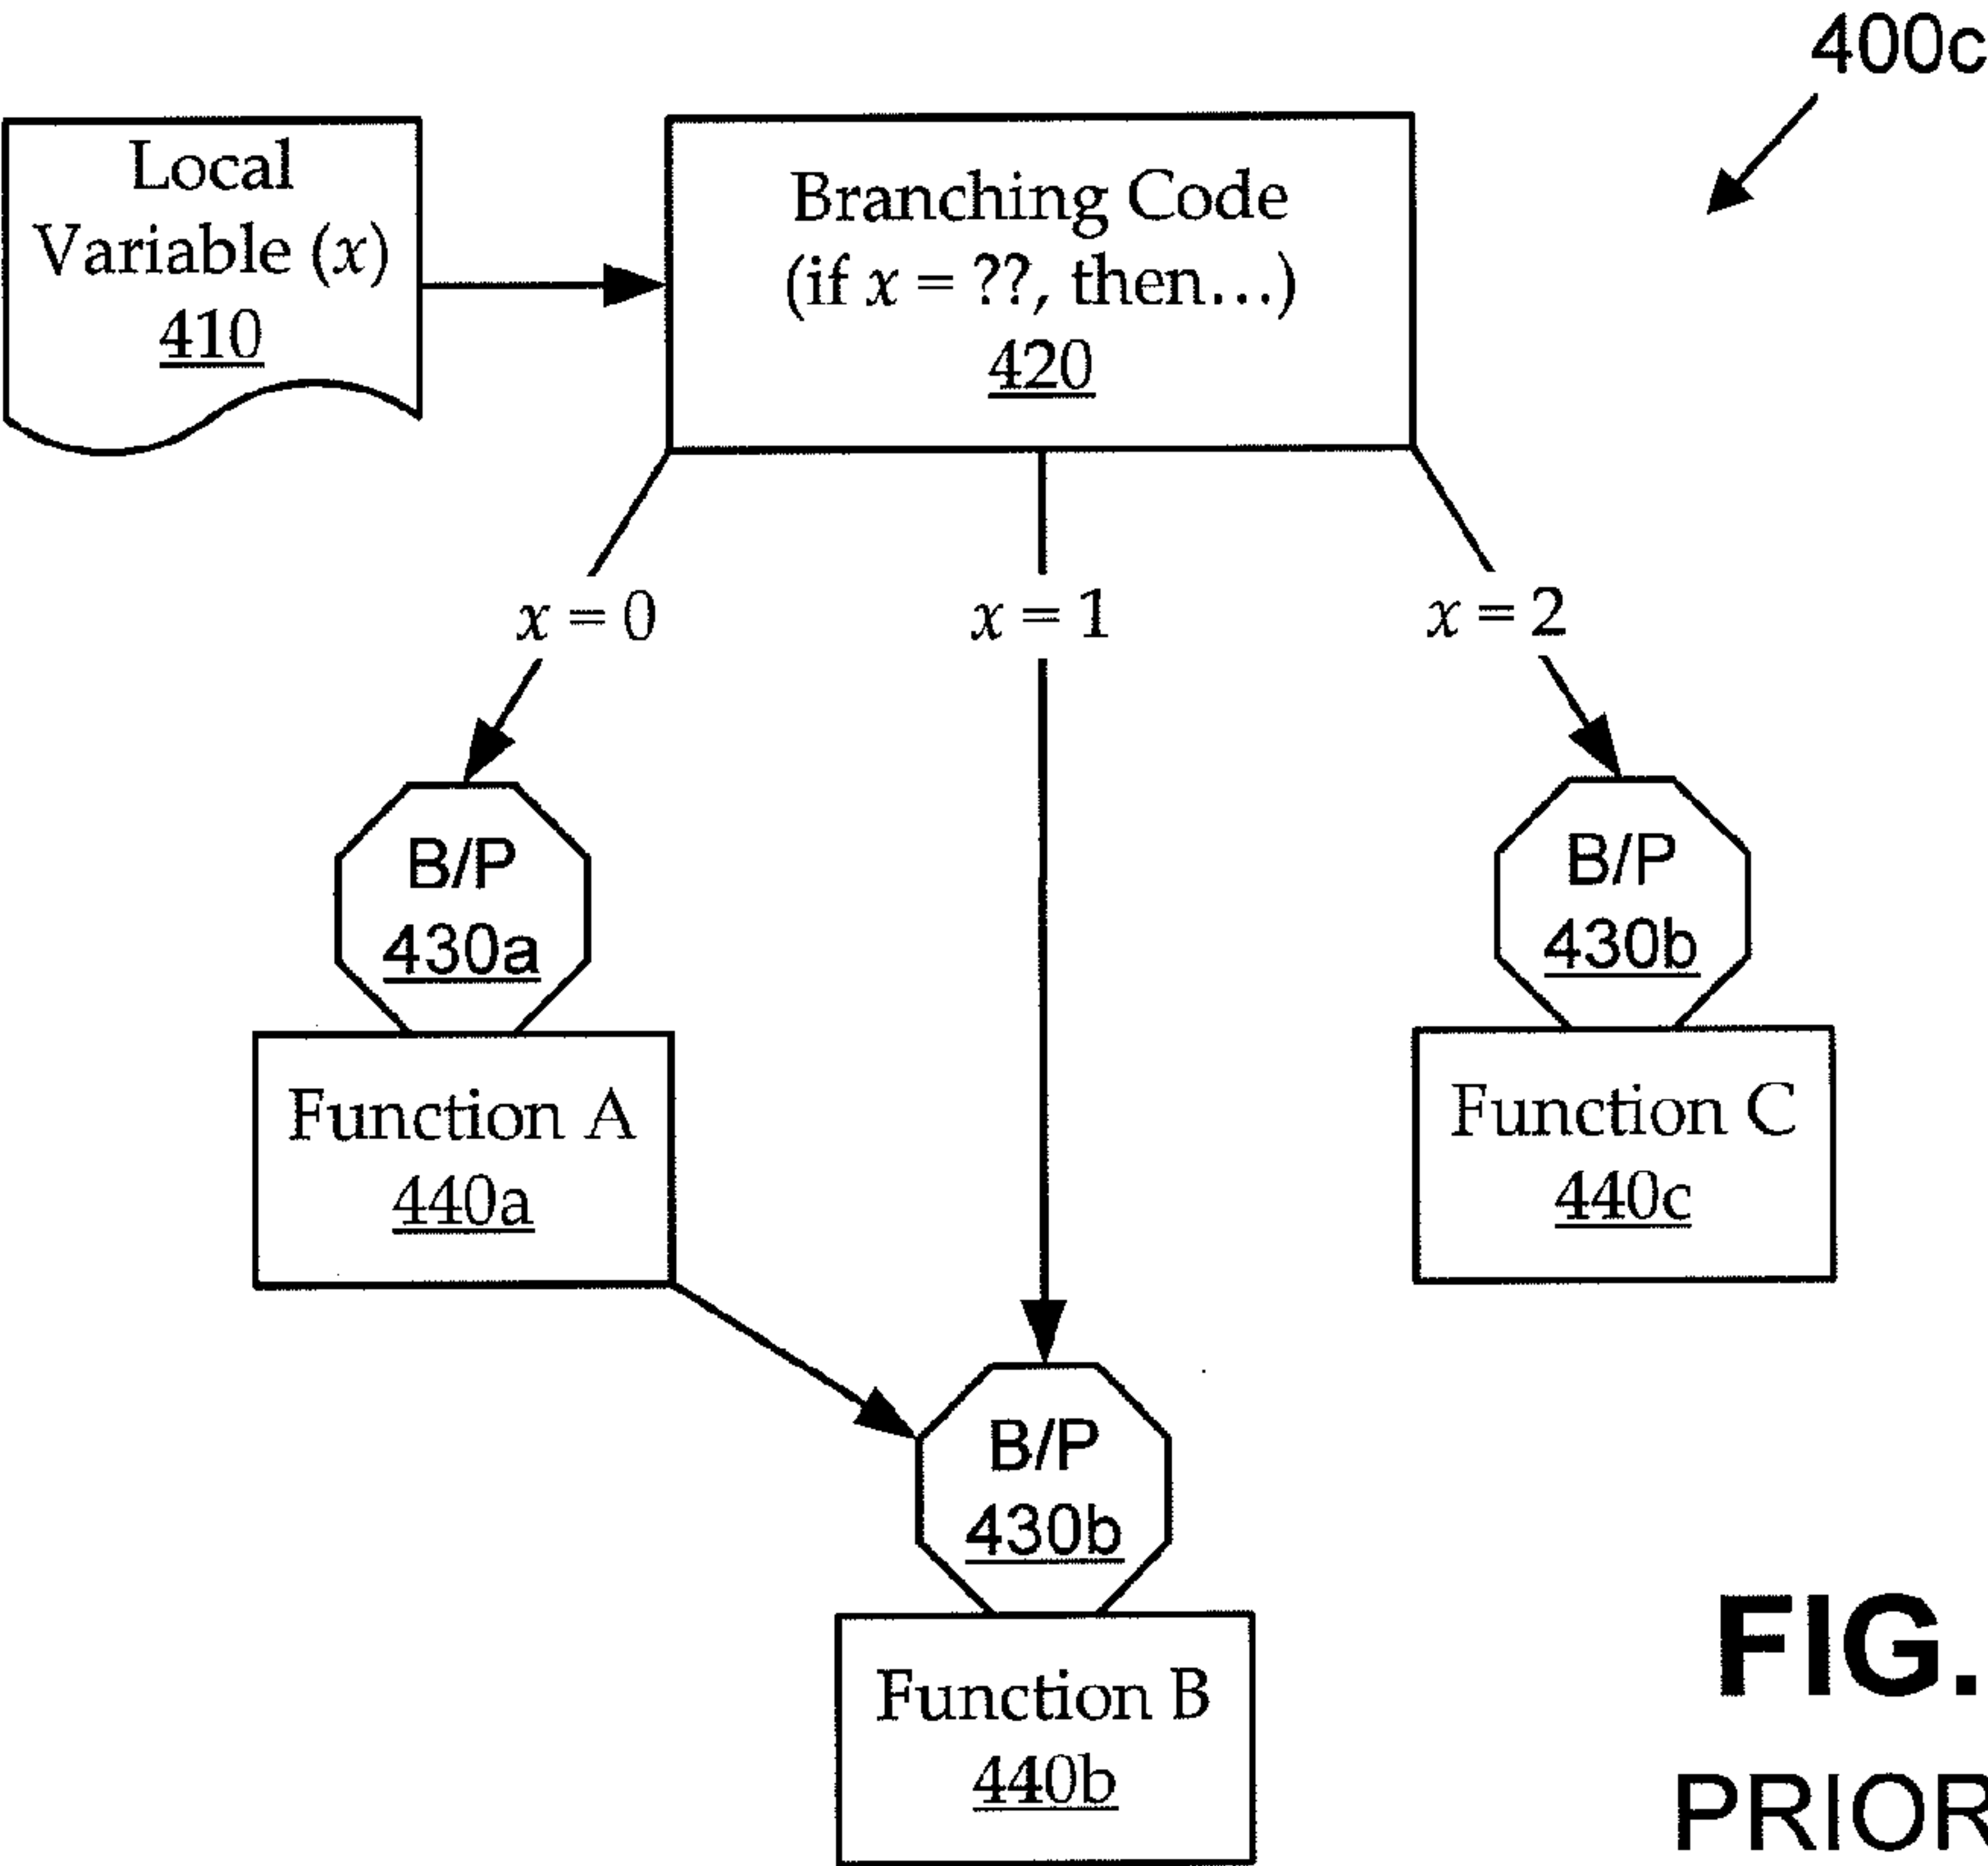 400c
Local
Variable (x)
410
Branching Code
(if x = ??, then...)
420
x = 0
x = 1
x = 2
B/P
430a
B/P
430b
Function A
440a
Function C
440c
B/P
430b
Function B
440b
FIG.
PRIOR